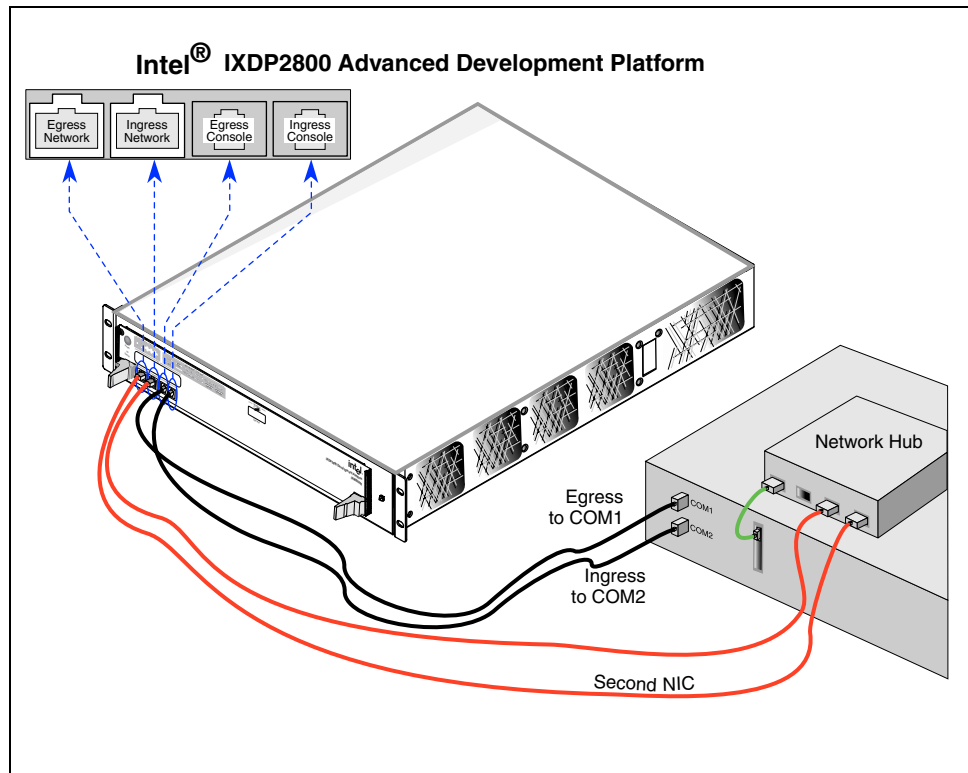 Intel® IXDP2800 Advanced Development Platform
Egress
Network
Ingress
Network
Egress
Console
Ingress
Console
intel
Network Hub
Egress
to COM1
COM1
COM2
Ingress
to COM2
Second NIC